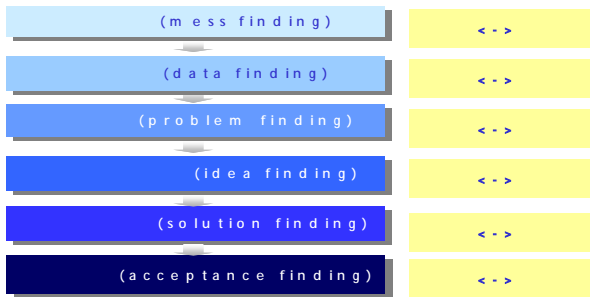 (mess finding)
< - >
(data finding)
< - >
(problem finding)
< - >
(idea finding)
< - >
(solution finding)
< - >
(acceptance finding)
< - >